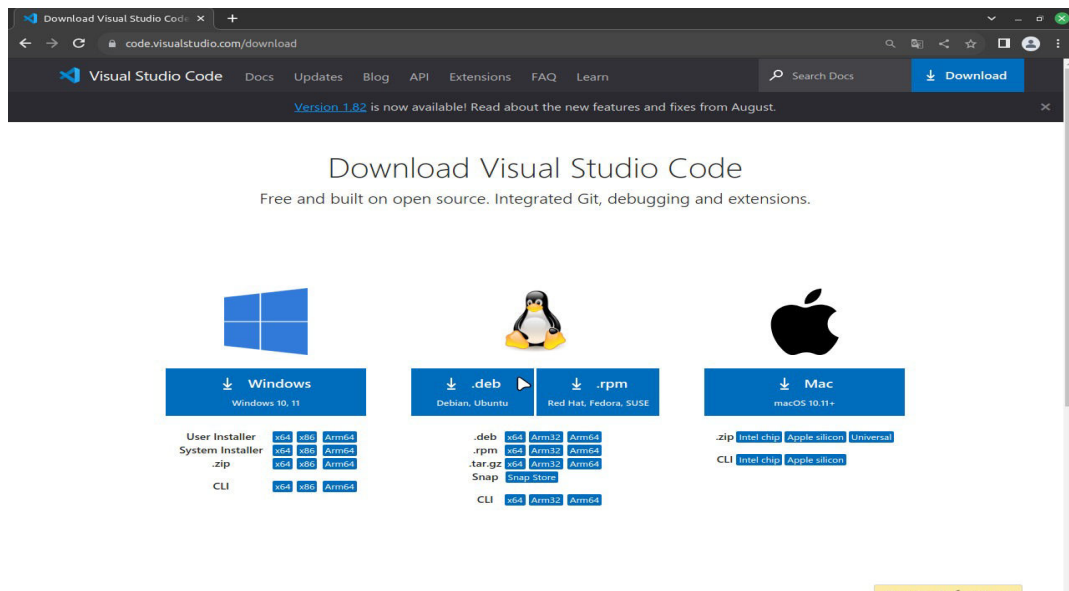 Download Visual Studio Code
code.visualstudio.com/download
Visual Studio Code Docs Updates Blog API Extensions FAQ Learn Search Docs Download
Version 1.82 is now available! Read about the new features and fixes from August.
Download Visual Studio Code
Free and built on open source. Integrated Git, debugging and extensions.
Windows
Windows 10, 11
User Installer x64 x86 Arm64
System Installer x64 x86 Arm64
.zip x64 x86 Arm64
CLI x64 x86 Arm64
.deb
Debian, Ubuntu
.rpm
Red Hat, Fedora, SUSE
.deb x64 Arm32 Arm64
.rpm x64 Arm32 Arm64
.tar.gz x64 Arm32 Arm64
Snap Snap Store
CLI x64 Arm32 Arm64
Mac
macOS 10.11+
.zip Intel chip Apple silicon Universal
CLI Intel chip Apple silicon